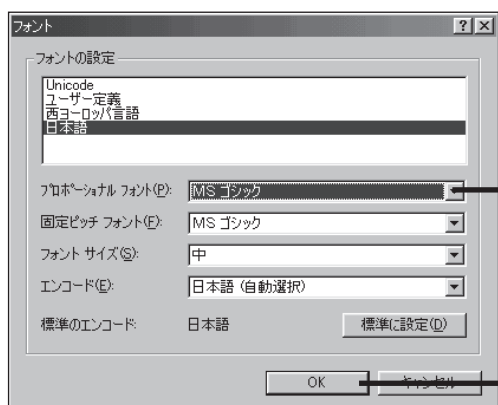 フォント
フォントの設定
Unicode
ユーザー定義
西ヨーロッパ言語
日本語
プロポーショナル フォント(P): MS ゴシック
固定ピッチ フォント(F): MS ゴシック
フォント サイズ(S): 中
エンコード(E): 日本語 (自動選択)
標準のエンコード: 日本語 標準に設定(D)
OK キャンセル